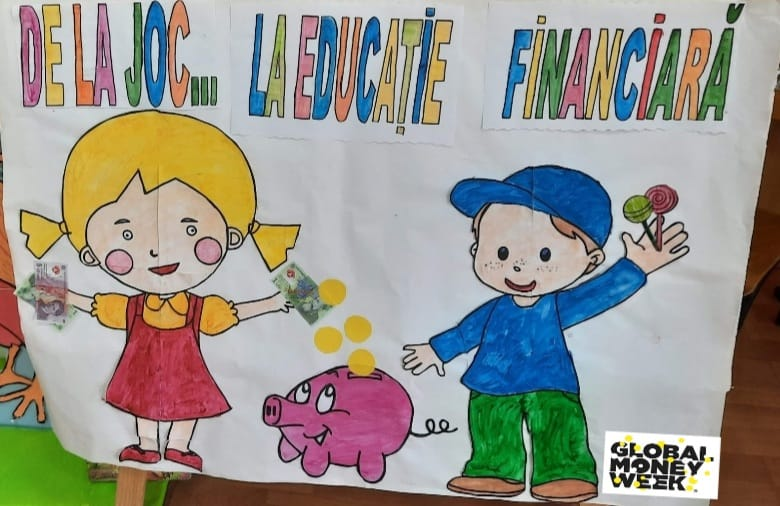 DE LA JOC... LA EDUCAȚIE FINANCIARĂ
GLOBAL
MONEY
WEEK